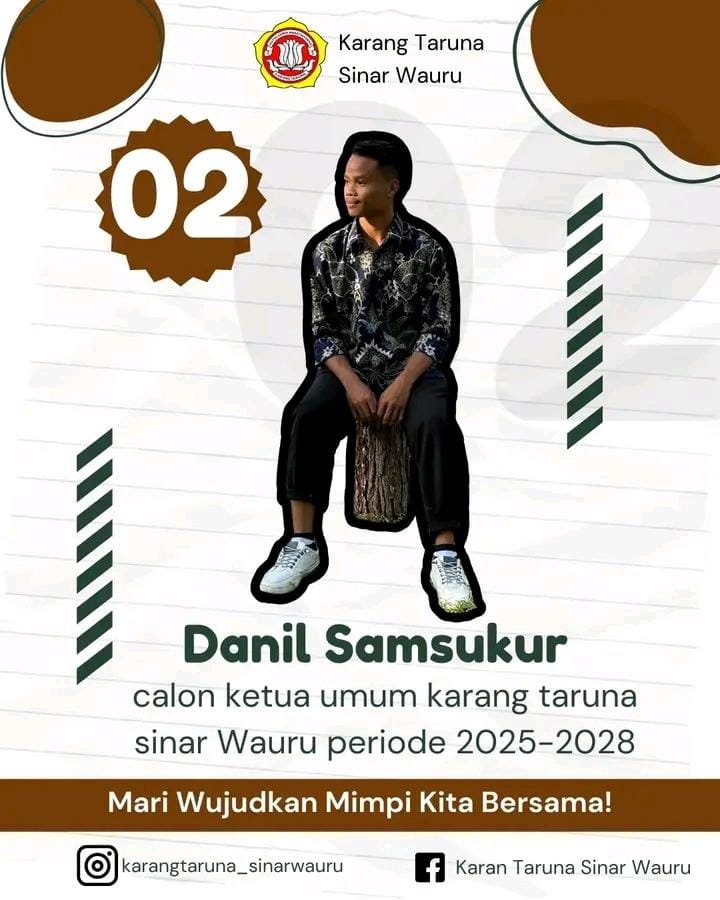 Karang Taruna
Sinar Wauru
02
Danil Samsukur
calon ketua umum karang taruna
sinar Wauru periode 2025-2028
Mari Wujudkan Mimpi Kita Bersama!
karangtaruna_sinarwauru
Karan Taruna Sinar Wauru